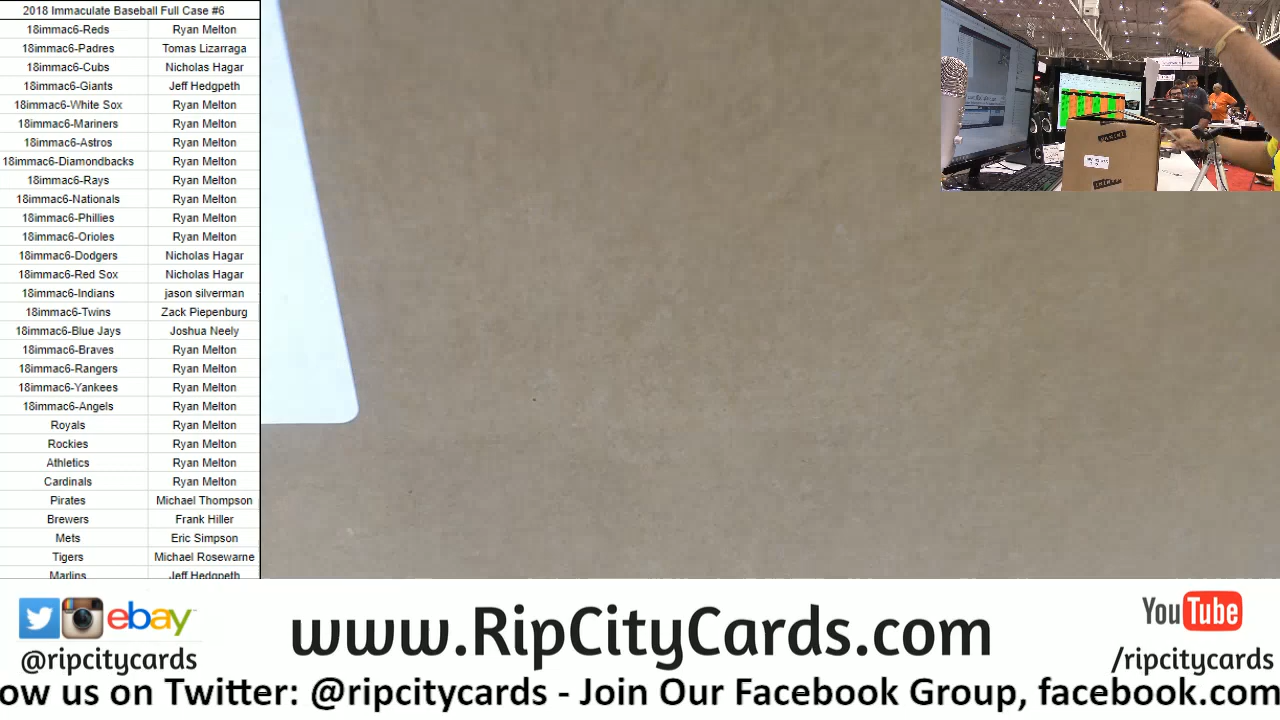 2018 Immaculate Baseball Full Case #6
18immac6-Reds Ryan Melton
18immac6-Padres Tomas Lizarraga
18immac6-Cubs Nicholas Hagar
18immac6-Giants Jeff Hedgpeth
18immac6-White Sox Ryan Melton
18immac6-Mariners Ryan Melton
18immac6-Astros Ryan Melton
18immac6-Diamondbacks Ryan Melton
18immac6-Rays Ryan Melton
18immac6-Nationals Ryan Melton
18immac6-Phillies Ryan Melton
18immac6-Orioles Ryan Melton
18immac6-Dodgers Nicholas Hagar
18immac6-Red Sox Nicholas Hagar
18immac6-Indians jason silverman
18immac6-Twins Zack Piepenburg
18immac6-Blue Jays Joshua Neely
18immac6-Braves Ryan Melton
18immac6-Rangers Ryan Melton
18immac6-Yankees Ryan Melton
18immac6-Angels Ryan Melton
Royals Ryan Melton
Rockies Ryan Melton
Athletics Ryan Melton
Cardinals Ryan Melton
Pirates Michael Thompson
Brewers Frank Hiller
Mets Eric Simpson
Tigers Michael Rosewarne
Marlins Jeff Hedgpeth
PANINI
ebay
@ripcitycards
www.RipCityCards.com
YouTube
/ripcitycards
ow us on Twitter: @ripcitycards - Join Our Facebook Group, facebook.com